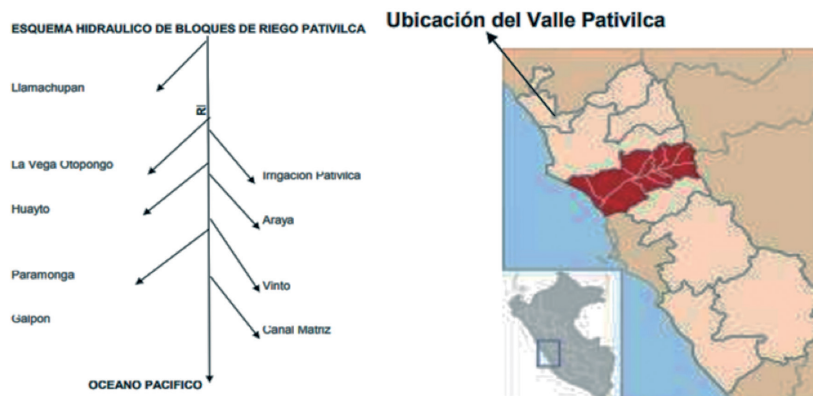 ESQUEMA HIDRAULICO DE BLOQUES DE RIEGO PATIVILCA
Llamachupan
RI
La Vega Otopongo
Irrigación Pativilca
Huayto
Araya
Paramonga
Vinto
Galpon
Canal Matriz
OCEANO PACIFICO
Ubicación del Valle Pativilca